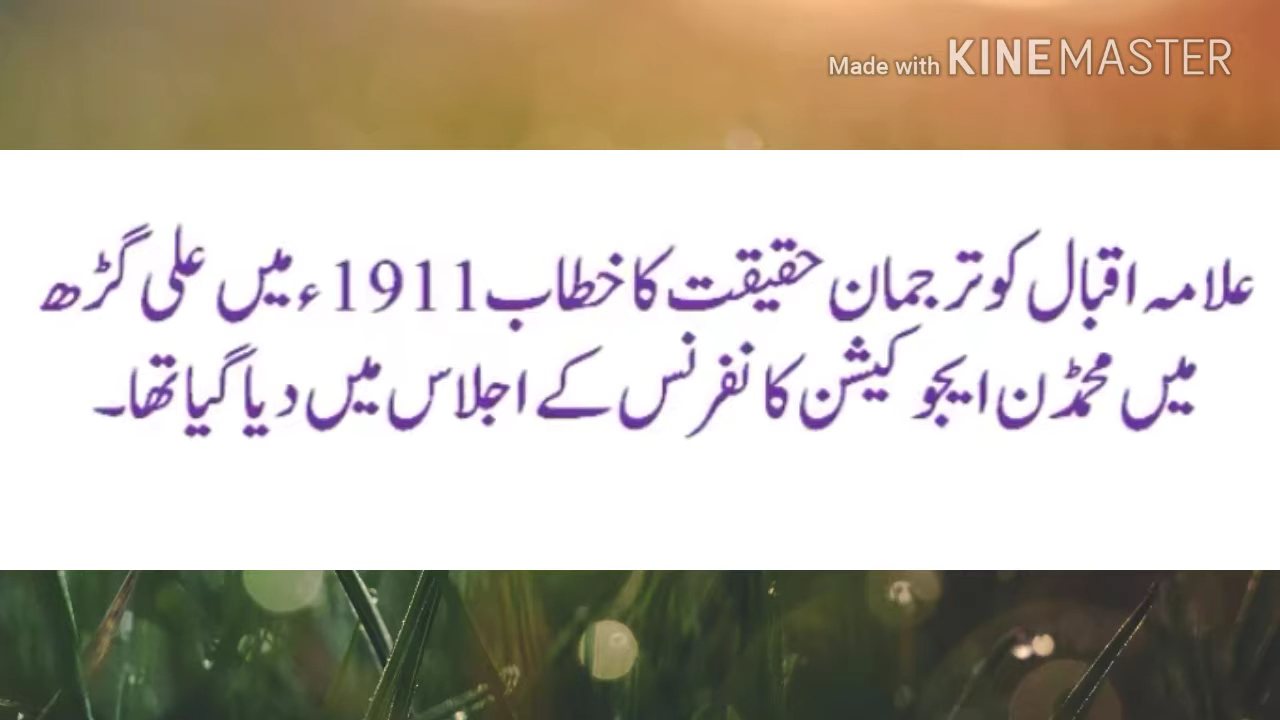 Made with KINEMASTER
علامہ اقبال کو ترجمان حقیقت کا خطاب 1911ء میں علی گڑھ
میں محمڈن ایجوکیشن کانفرنس کے اجلاس میں دیا گیا تھا۔